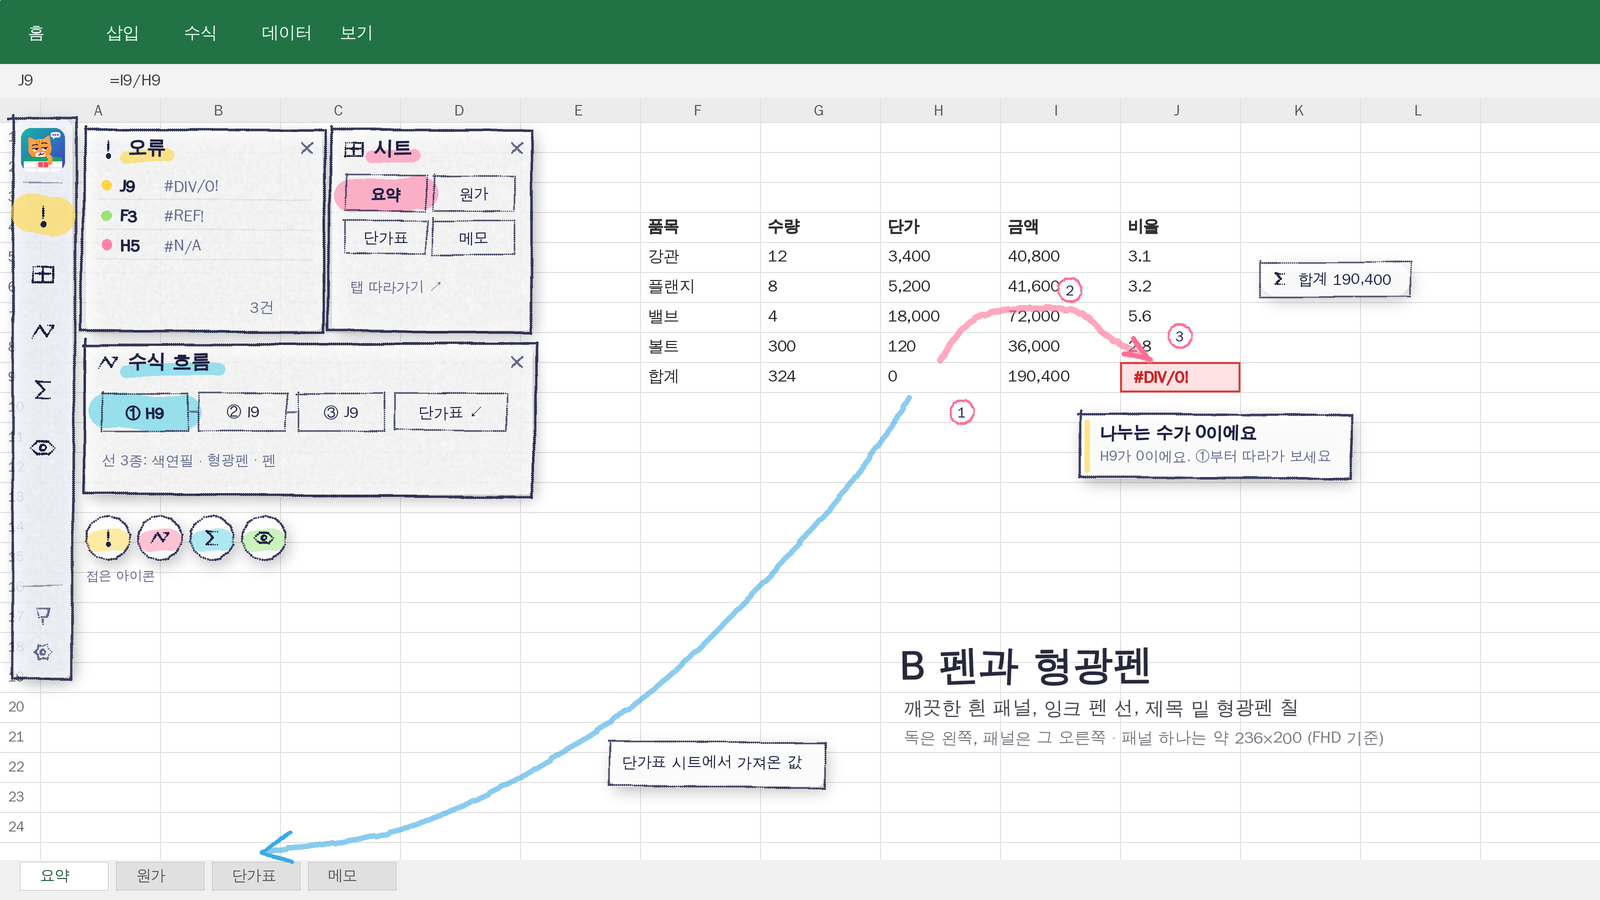 홈 삽입 수식 데이터 보기
J9 =I9/H9
A B C D E F G H I J K L
! 오류 ×
J9 #DIV/0!
F3 #REF!
H5 #N/A
3건
시트 ×
요약 원가
단가표 메모
탭 따라가기 ↗
수식 흐름 ×
① H9 ② I9 ③ J9 단가표 ↙
선 3종: 색연필 · 형광펜 · 펜
! Σ
접은 아이콘
품목 수량 단가 금액 비율
강관 12 3,400 40,800 3.1
플랜지 8 5,200 41,600 3.2
밸브 4 18,000 72,000 5.6
볼트 300 120 36,000 2.8
합계 324 0 190,400 #DIV/0!
2
3
1
Σ 합계 190,400
나누는 수가 0이에요
H9가 0이에요. ①부터 따라가 보세요
B 펜과 형광펜
깨끗한 흰 패널, 잉크 펜 선, 제목 밑 형광펜 칠
독은 왼쪽, 패널은 그 오른쪽 · 패널 하나는 약 236×200 (FHD 기준)
단가표 시트에서 가져온 값
20
21
22
23
24
요약 원가 단가표 메모